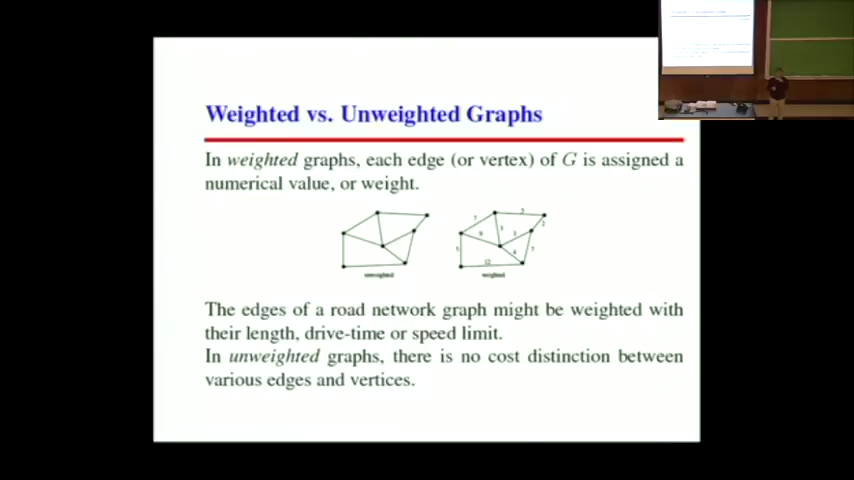 Weighted vs. Unweighted Graphs
In weighted graphs, each edge (or vertex) of G is assigned a
numerical value, or weight.
unweighted
weighted
7
12
The edges of a road network graph might be weighted with
their length, drive-time or speed limit.
In unweighted graphs, there is no cost distinction between
various edges and vertices.